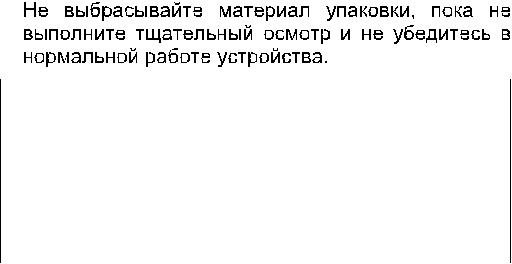 Не выбрасывайте материал упаковки, пока не
выполните тщательный осмотр и не убедитесь в
нормальной работе устройства.